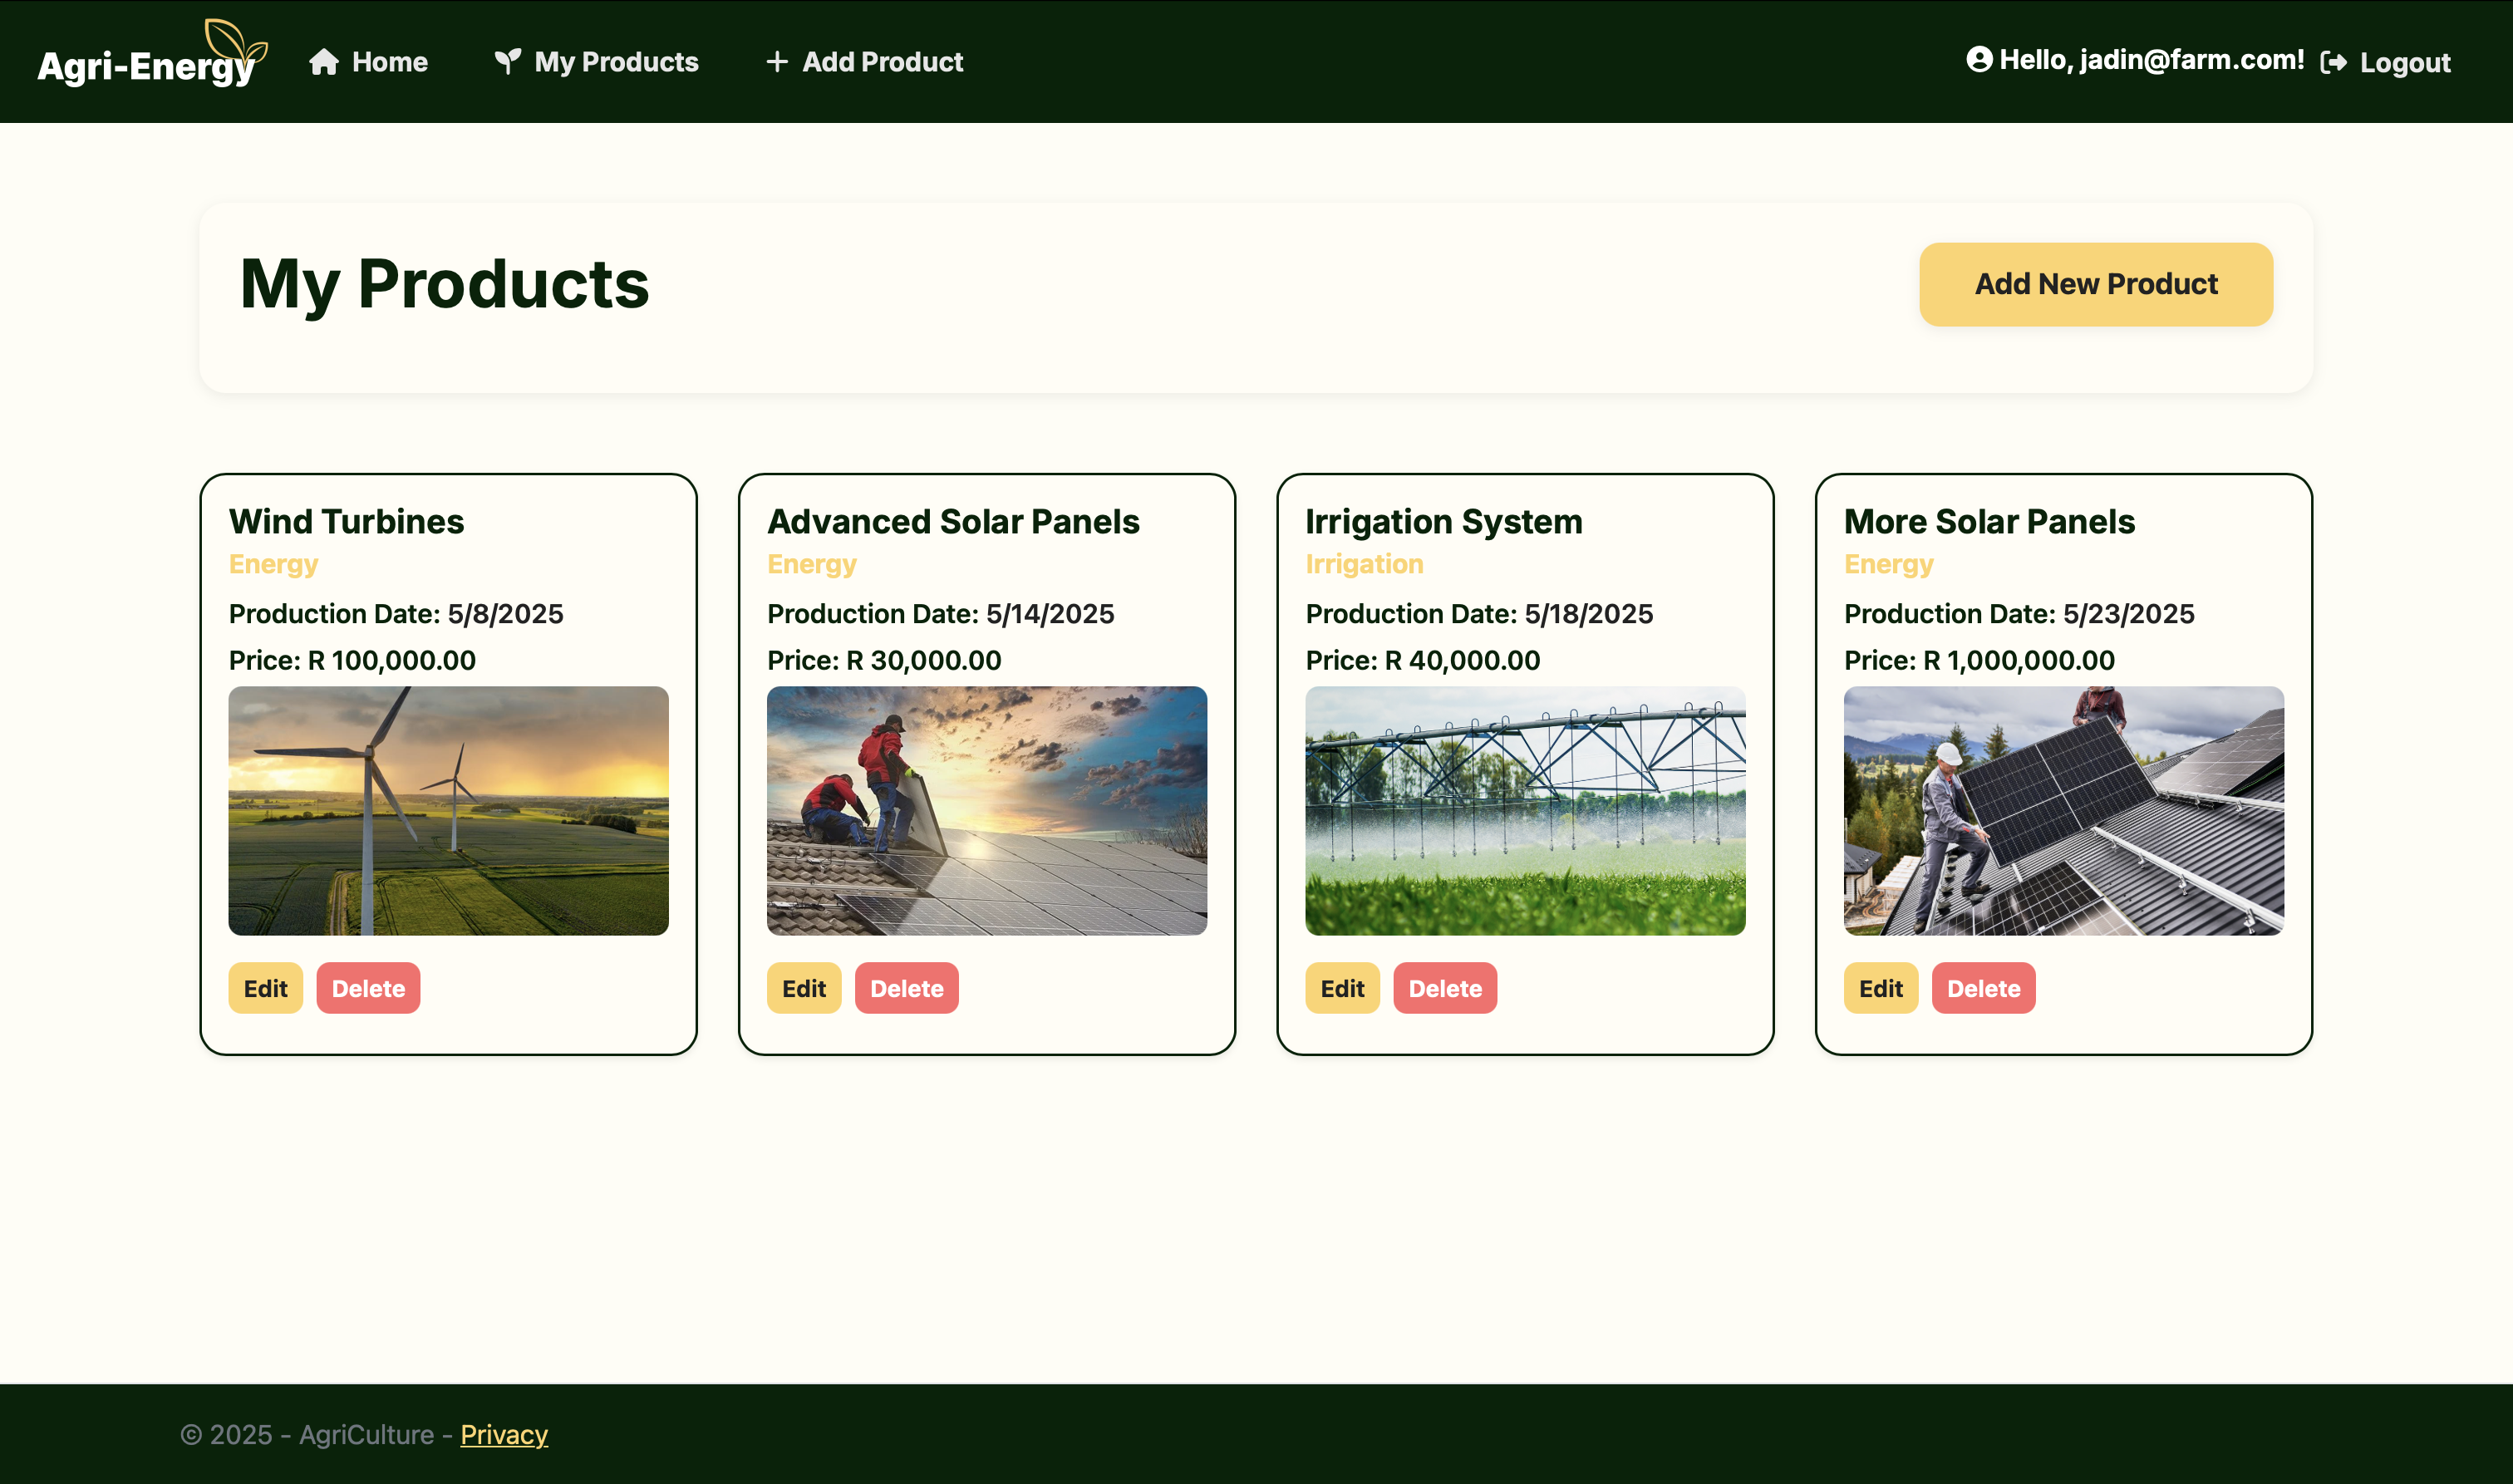 Agri-Energy Home My Products + Add Product Hello, jadin@farm.com! Logout
My Products Add New Product
Wind Turbines
Energy
Production Date: 5/8/2025
Price: R 100,000.00
Edit Delete
Advanced Solar Panels
Energy
Production Date: 5/14/2025
Price: R 30,000.00
Edit Delete
Irrigation System
Irrigation
Production Date: 5/18/2025
Price: R 40,000.00
Edit Delete
More Solar Panels
Energy
Production Date: 5/23/2025
Price: R 1,000,000.00
Edit Delete
© 2025 - AgriCulture - Privacy